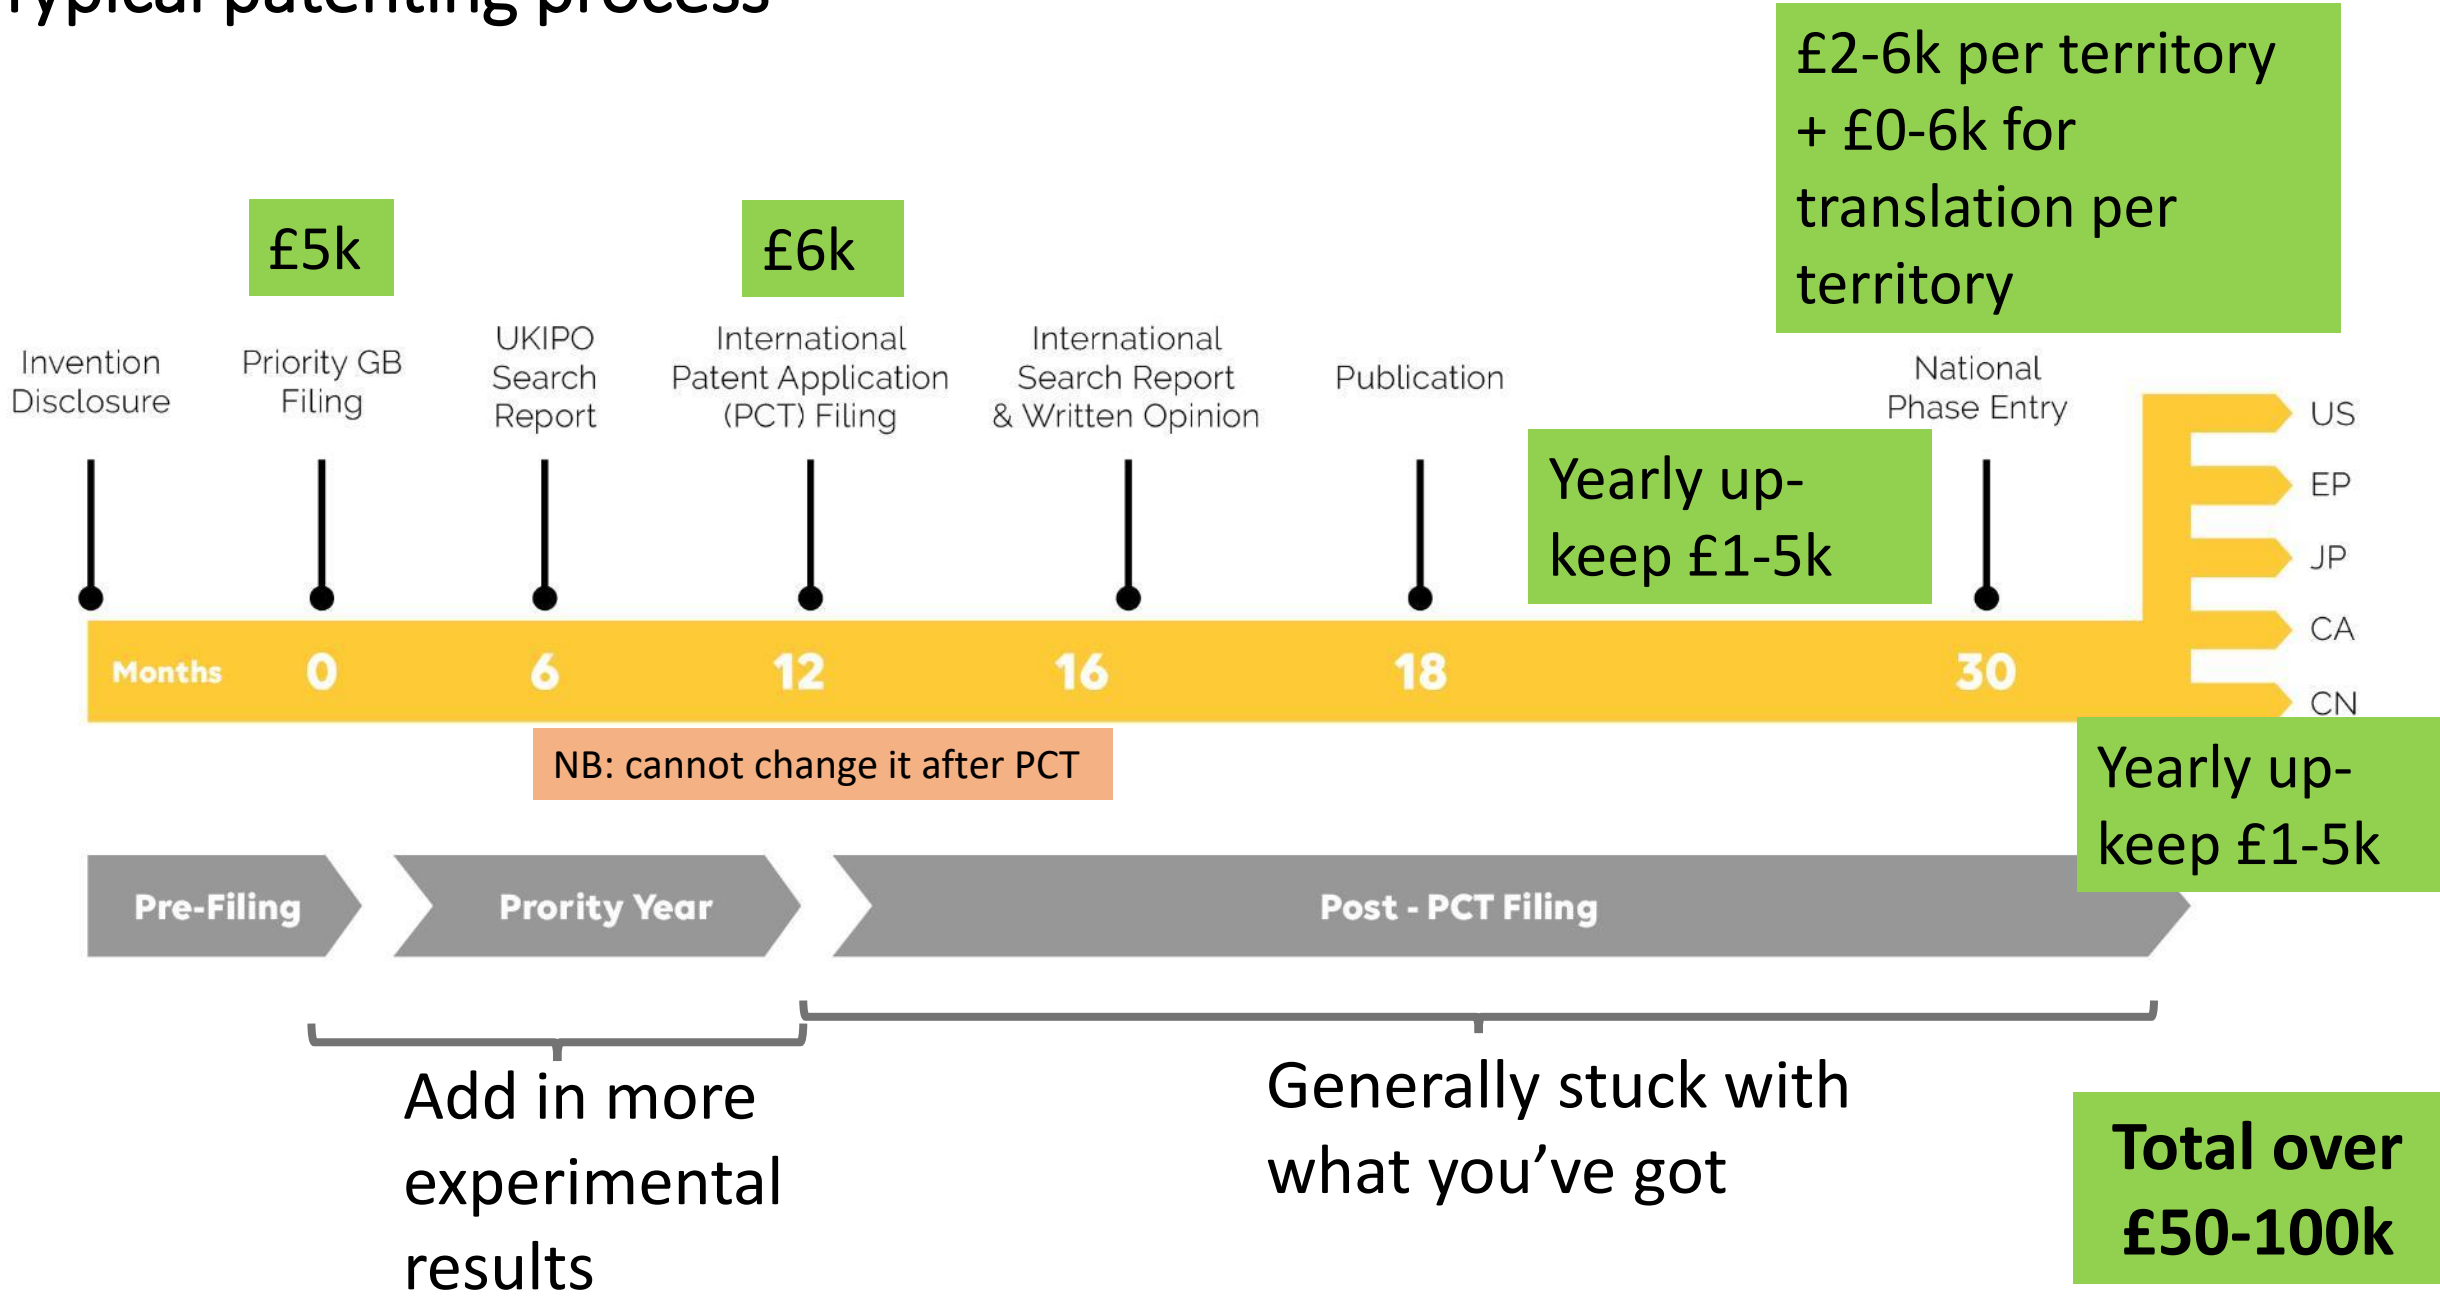 Typical patenting process
£2-6k per territory
+ £0-6k for
translation per
territory
£5k
£6k
Invention
Disclosure
Priority GB
Filing
UKIPO
Search
Report
International
Patent Application
(PCT) Filing
International
Search Report
& Written Opinion
Publication
National
Phase Entry
Yearly up-
keep £1-5k
US
EP
JP
CA
CN
Months
0
6
12
16
18
30
NB: cannot change it after PCT
Yearly up-
keep £1-5k
Pre-Filing
Prority Year
Post - PCT Filing
Add in more
experimental
results
Generally stuck with
what you’ve got
Total over
£50-100k